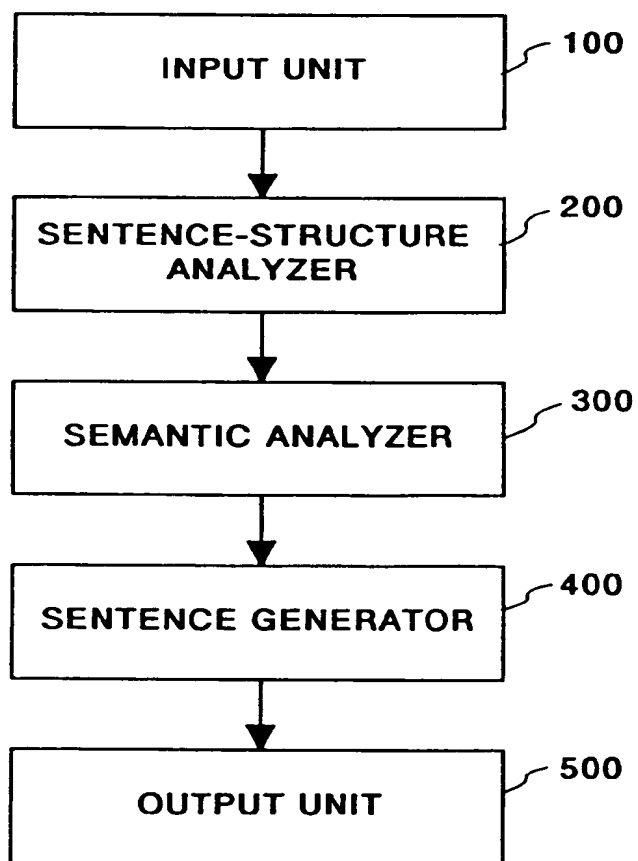 INPUT UNIT
100
SENTENCE-STRUCTURE
ANALYZER
200
SEMANTIC ANALYZER
300
SENTENCE GENERATOR
400
OUTPUT UNIT
500